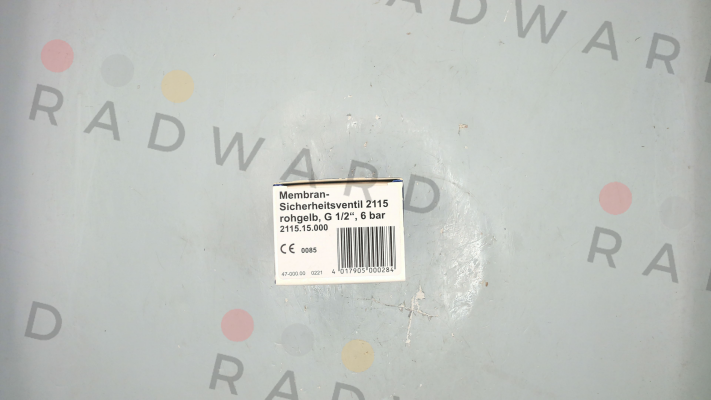 RADWARD
RADWARD
Membran-
Sicherheitsventil 2115
rohgelb, G 1/2“, 6 bar
2115.15.000
CE 0085
47-000.00 0221
4 017905 000284
RA
D
RADWARD